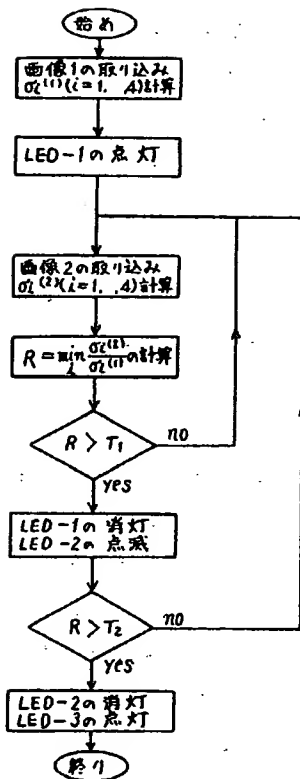 始め
画像1の取り込み
σi⁽¹⁾(i=1, ,4)計算
LED-1の点灯
画像2の取り込み
σi⁽²⁾(i=1, ,4)計算
R=min_i σi⁽²⁾/σi⁽¹⁾の計算
R>T₁
no
yes
LED-1の消灯
LED-2の点滅
R>T₂
no
yes
LED-2の消灯
LED-3の点灯
終り